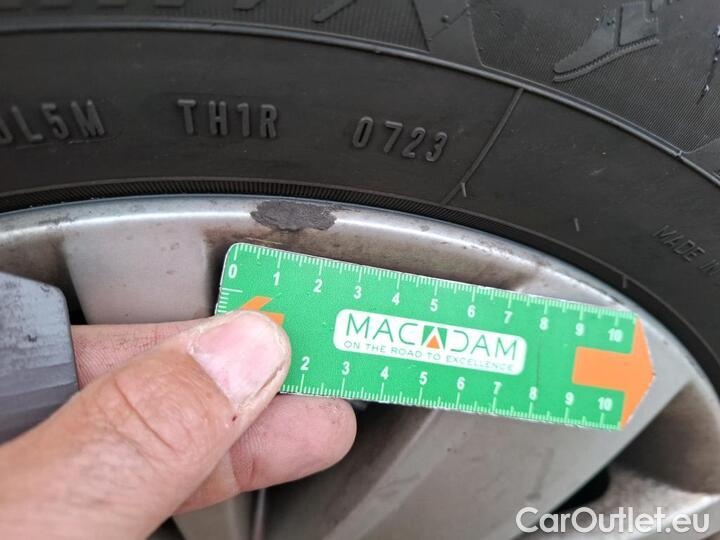 JL5M TH1R 0723
MADE IN
0 1 2 3 4 5 6 7 8 9 10
MACADAM
ON THE ROAD TO EXCELLENCE
2 3 4 5 6 7 8 9 10
CarOutlet.eu